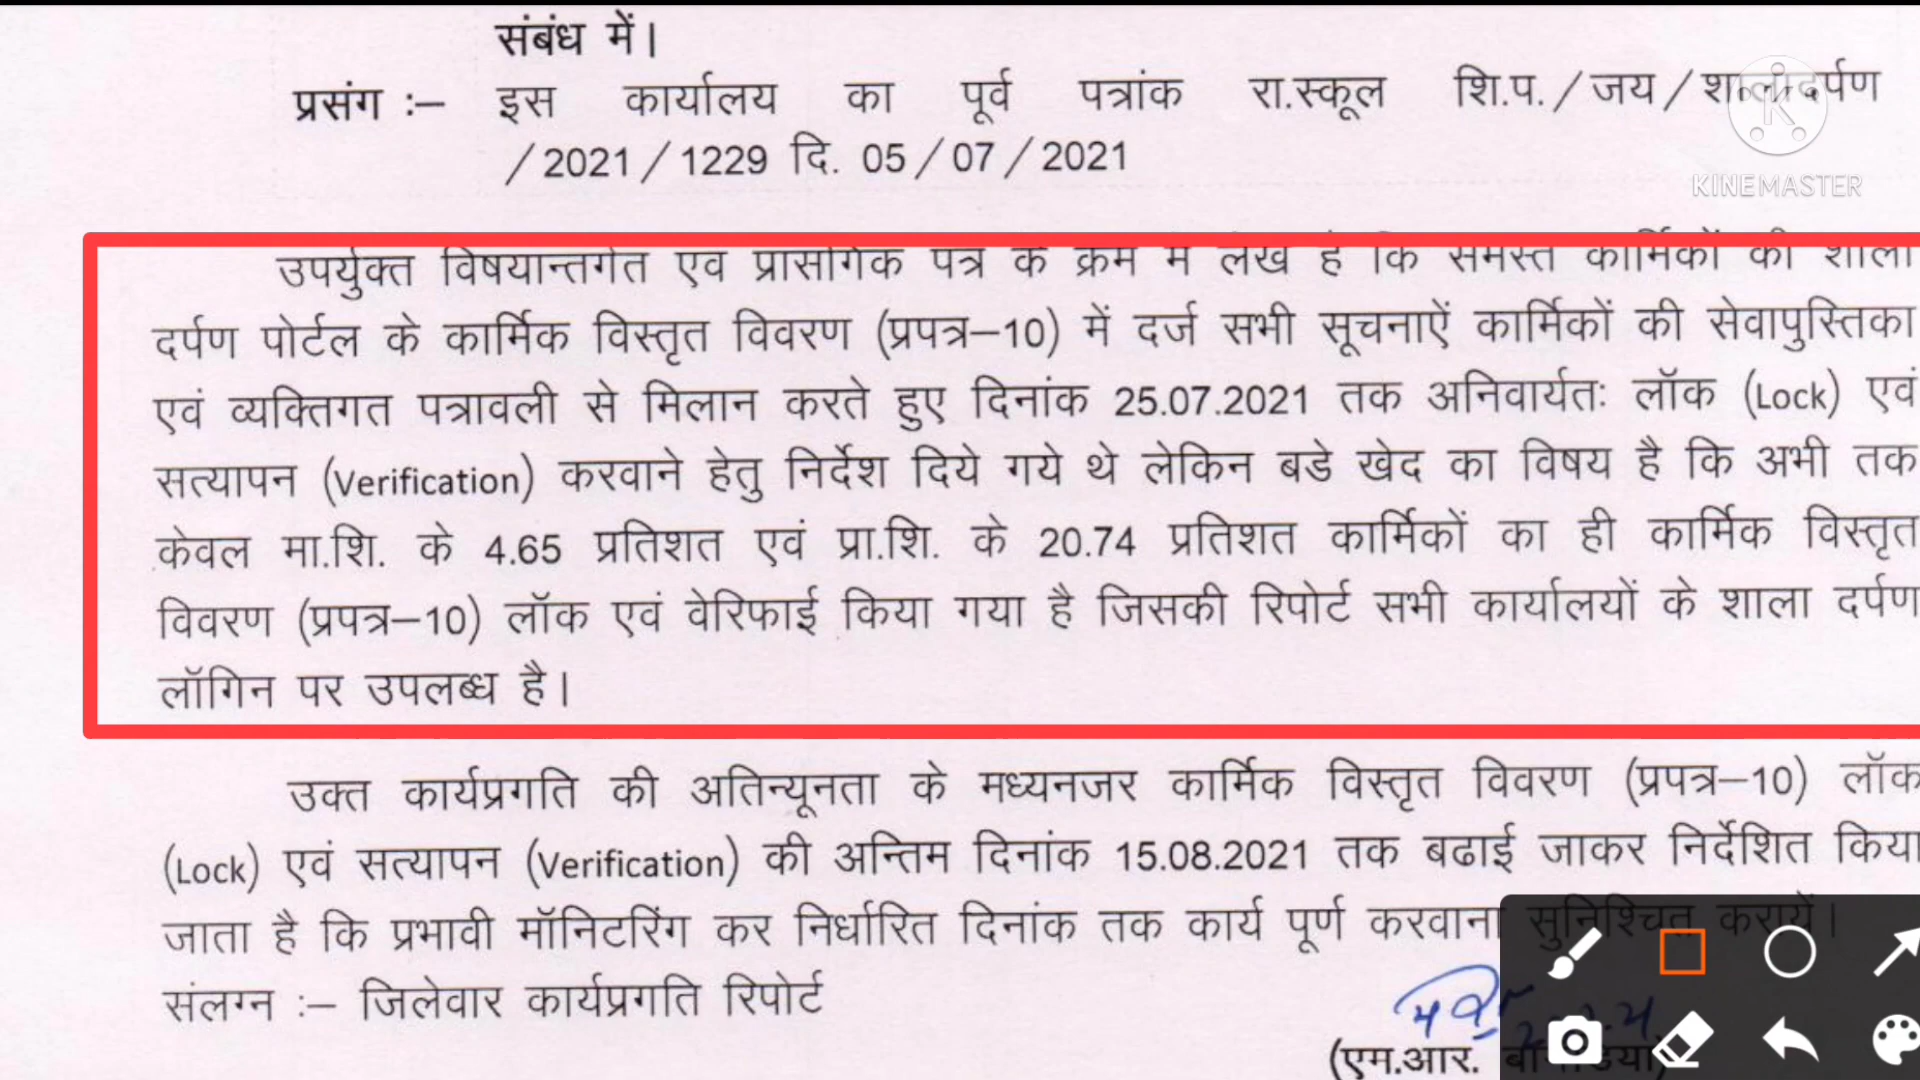 संबंध में।
प्रसंग :– इस कार्यालय का पूर्व पत्रांक रा.स्कूल शि.प./जय/शालादर्पण
/2021/1229 दि. 05/07/2021
KINEMASTER
उपर्युक्त विषयान्तर्गत एवं प्रासंगिक पत्र के क्रम में लेख है कि समस्त कार्मिकों की शाला
दर्पण पोर्टल के कार्मिक विस्तृत विवरण (प्रपत्र–10) में दर्ज सभी सूचनाऐं कार्मिकों की सेवापुस्तिका
एवं व्यक्तिगत पत्रावली से मिलान करते हुए दिनांक 25.07.2021 तक अनिवार्यतः लॉक (Lock) एवं
सत्यापन (Verification) करवाने हेतु निर्देश दिये गये थे लेकिन बडे खेद का विषय है कि अभी तक
केवल मा.शि. के 4.65 प्रतिशत एवं प्रा.शि. के 20.74 प्रतिशत कार्मिकों का ही कार्मिक विस्तृत
विवरण (प्रपत्र–10) लॉक एवं वेरिफाई किया गया है जिसकी रिपोर्ट सभी कार्यालयों के शाला दर्पण
लॉगिन पर उपलब्ध है।
उक्त कार्यप्रगति की अतिन्यूनता के मध्यनजर कार्मिक विस्तृत विवरण (प्रपत्र–10) लॉक
(Lock) एवं सत्यापन (Verification) की अन्तिम दिनांक 15.08.2021 तक बढाई जाकर निर्देशित किया
जाता है कि प्रभावी मॉनिटरिंग कर निर्धारित दिनांक तक कार्य पूर्ण करवाना सुनिश्चित करायें।
संलग्न :– जिलेवार कार्यप्रगति रिपोर्ट
(एम.आर.